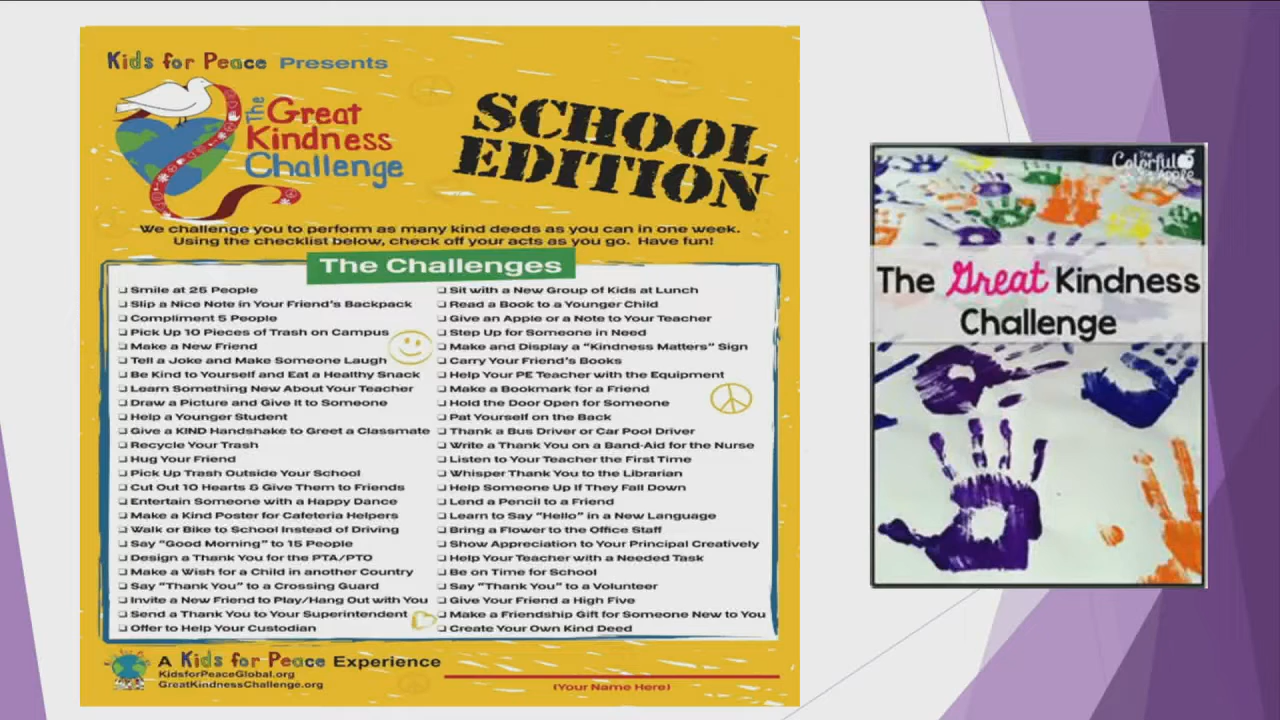 Kids for Peace Presents
The Great
Kindness
Challenge
SCHOOL
EDITION
We challenge you to perform as many kind deeds as you can in one week.
Using the checklist below, check off your acts as you go. Have fun!
The Challenges
Smile at 25 People
Slip a Nice Note in Your Friend's Backpack
Compliment 5 People
Pick Up 10 Pieces of Trash on Campus
Make a New Friend
Tell a Joke and Make Someone Laugh
Be Kind to Yourself and Eat a Healthy Snack
Learn Something New About Your Teacher
Draw a Picture and Give It to Someone
Help a Younger Student
Give a KIND Handshake to Greet a Classmate
Recycle Your Trash
Hug Your Friend
Pick Up Trash Outside Your School
Cut Out 10 Hearts & Give Them to Friends
Entertain Someone with a Happy Dance
Make a Kind Poster for Cafeteria Helpers
Walk or Bike to School Instead of Driving
Say "Good Morning" to 15 People
Design a Thank You for the PTA/PTO
Make a Wish for a Child in another Country
Say "Thank You" to a Crossing Guard
Invite a New Friend to Play/Hang Out with You
Send a Thank You to Your Superintendent
Offer to Help Your Custodian
Sit with a New Group of Kids at Lunch
Read a Book to a Younger Child
Give an Apple or a Note to Your Teacher
Step Up for Someone in Need
Make and Display a "Kindness Matters" Sign
Carry Your Friend's Books
Help Your PE Teacher with the Equipment
Make a Bookmark for a Friend
Hold the Door Open for Someone
Pat Yourself on the Back
Thank a Bus Driver or Car Pool Driver
Write a Thank You on a Band-Aid for the Nurse
Listen to Your Teacher the First Time
Whisper Thank You to the Librarian
Help Someone Up If They Fall Down
Lend a Pencil to a Friend
Learn to Say "Hello" in a New Language
Bring a Flower to the Office Staff
Show Appreciation to Your Principal Creatively
Help Your Teacher with a Needed Task
Be on Time for School
Say "Thank You" to a Volunteer
Give Your Friend a High Five
Make a Friendship Gift for Someone New to You
Create Your Own Kind Deed
A Kids for Peace Experience
KidsforPeaceGlobal.org
GreatKindnessChallenge.org
(Your Name Here)
The
Colorful
Apple
The Great Kindness
Challenge